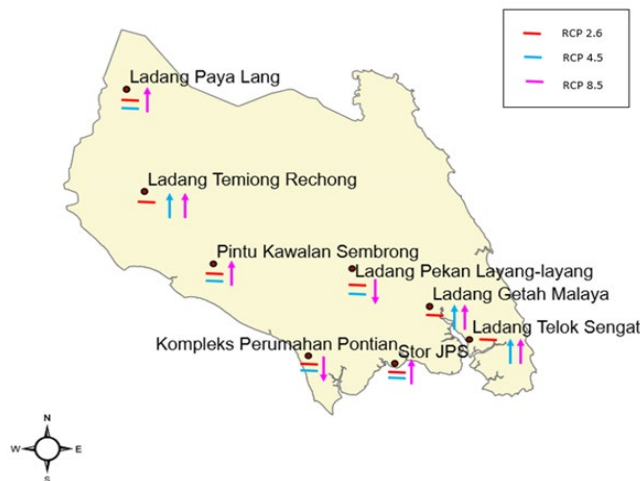 RCP 2.6
RCP 4.5
RCP 8.5
Ladang Paya Lang
Ladang Temiong Rechong
Pintu Kawalan Sembrong
Ladang Pekan Layang-layang
Ladang Getah Malaya
Ladang Telok Sengat
Kompleks Perumahan Pontian
Stor JPS
N
W E
S